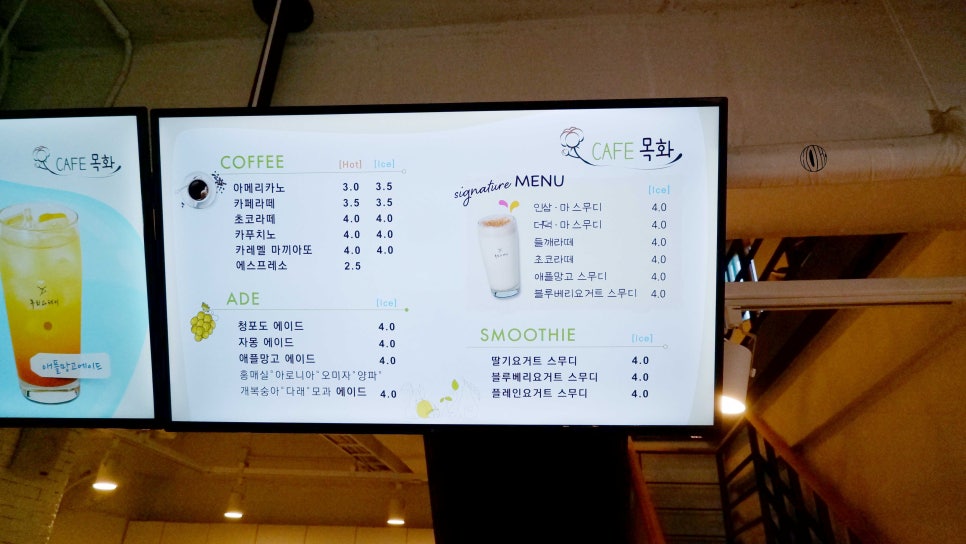 CAFE 목화
애플망고에이드
CAFE 목화
COFFEE [Hot] [Ice]
아메리카노 3.0 3.5
카페라떼 3.5 3.5
초코라떼 4.0 4.0
카푸치노 4.0 4.0
카레멜 마끼아또 4.0 4.0
에스프레소 2.5
ADE [Ice]
청포도 에이드 4.0
자몽 에이드 4.0
애플망고 에이드 4.0
홍매실*아로니아*오미자*양파*
개복숭아*다래*모과 에이드 4.0
signature MENU
[Ice]
인삼·마 스무디 4.0
더덕·마 스무디 4.0
들깨라떼 4.0
초코라떼 4.0
애플망고 스무디 4.0
블루베리요거트 스무디 4.0
SMOOTHIE [Ice]
딸기요거트 스무디 4.0
블루베리요거트 스무디 4.0
플레인요거트 스무디 4.0